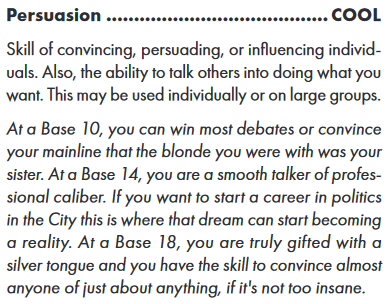 Persuasion ...................................... COOL
Skill of convincing, persuading, or influencing individ-
uals. Also, the ability to talk others into doing what you
want. This may be used individually or on large groups.
At a Base 10, you can win most debates or convince
your mainline that the blonde you were with was your
sister. At a Base 14, you are a smooth talker of profes-
sional caliber. If you want to start a career in politics
in the City this is where that dream can start becoming
a reality. At a Base 18, you are truly gifted with a
silver tongue and you have the skill to convince almost
anyone of just about anything, if it's not too insane.